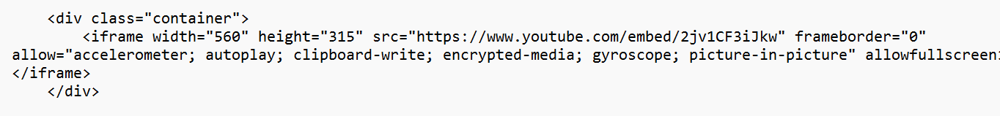 <div class="container">
<iframe width="560" height="315" src="https://www.youtube.com/embed/2jv1CF3iJkw" frameborder="0"
allow="accelerometer; autoplay; clipboard-write; encrypted-media; gyroscope; picture-in-picture" allowfullscreen
</iframe>
</div>